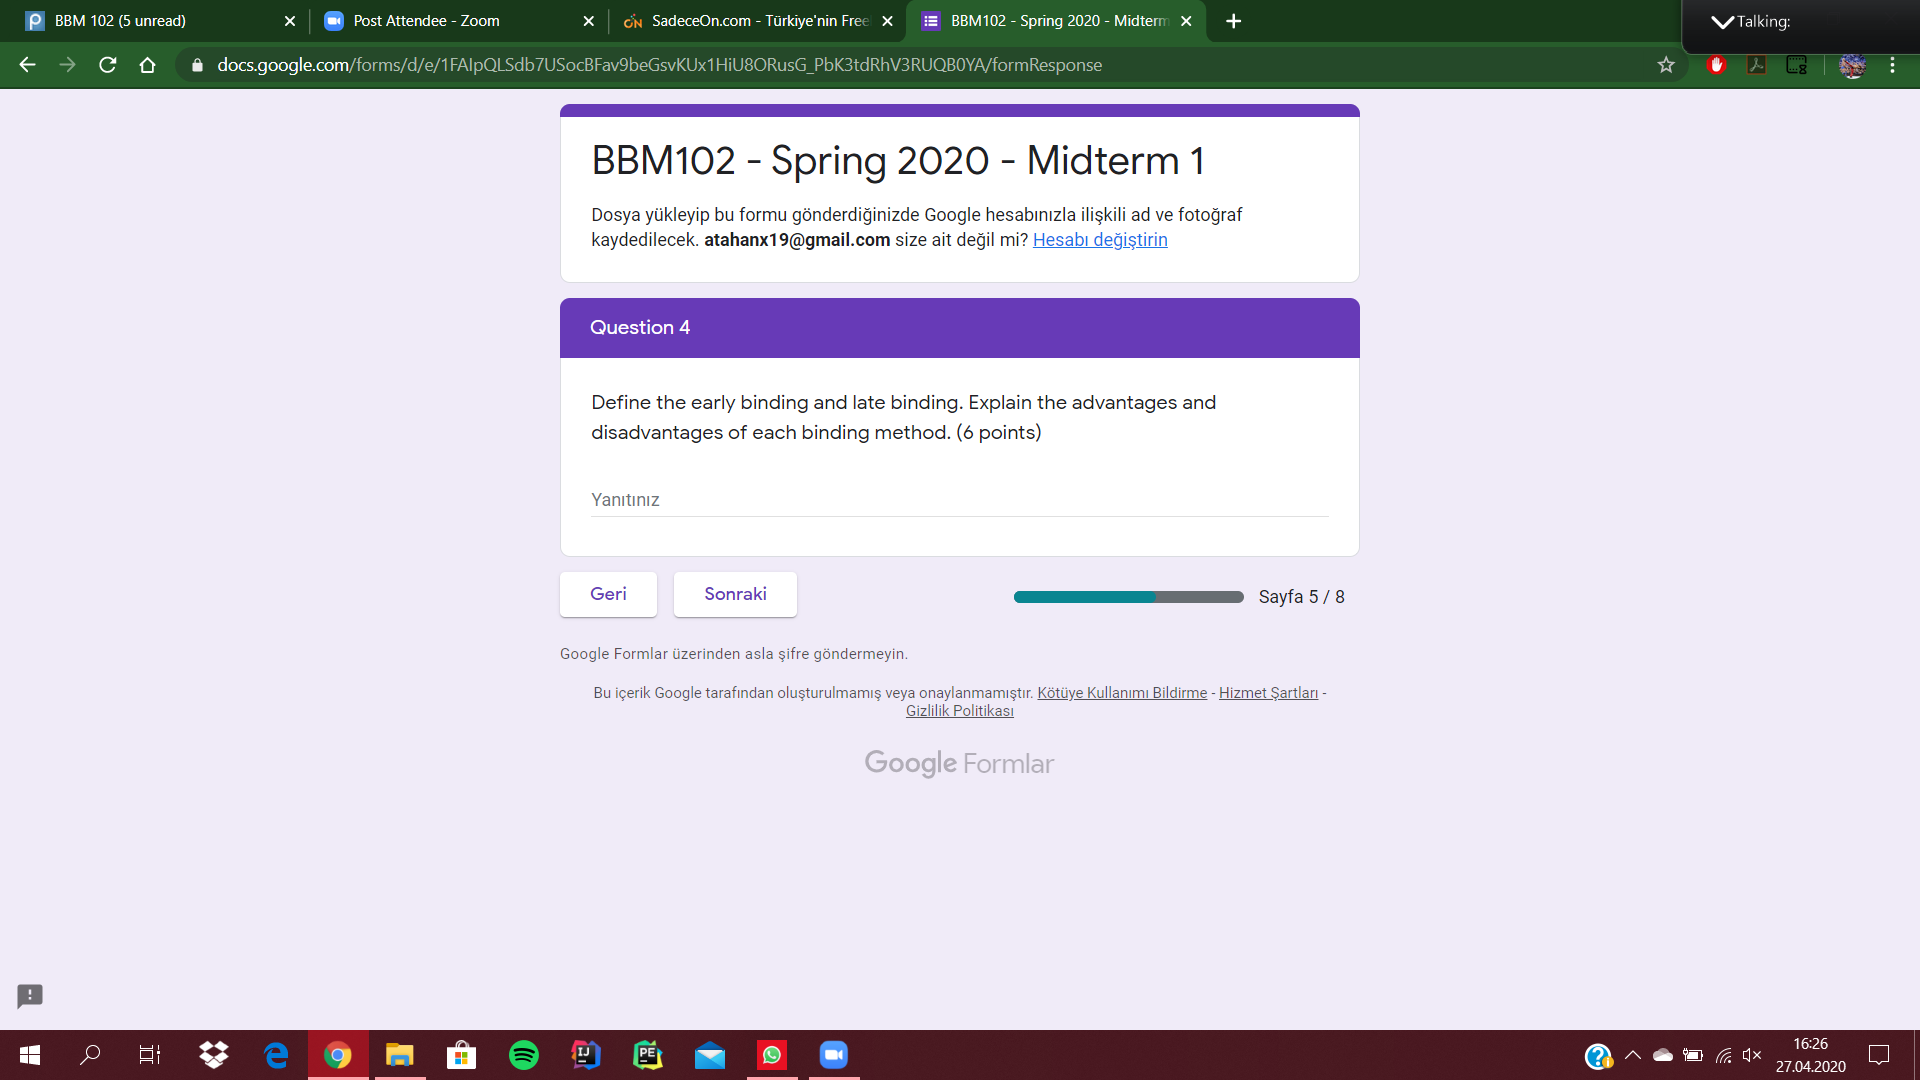 BBM 102 (5 unread)
Post Attendee - Zoom
SadeceOn.com - Türkiye'nin Free
BBM102 - Spring 2020 - Midterm
Talking:
docs.google.com/forms/d/e/1FAIpQLSdb7USocBFav9beGsvKUx1HiU8ORusG_PbK3tdRhV3RUQB0YA/formResponse
BBM102 - Spring 2020 - Midterm 1
Dosya yükleyip bu formu gönderdiğinizde Google hesabınızla ilişkili ad ve fotoğraf
kaydedilecek. atahanx19@gmail.com size ait değil mi? Hesabı değiştirin
Question 4
Define the early binding and late binding. Explain the advantages and
disadvantages of each binding method. (6 points)
Yanıtınız
Geri
Sonraki
Sayfa 5 / 8
Google Formlar üzerinden asla şifre göndermeyin.
Bu içerik Google tarafından oluşturulmamış veya onaylanmamıştır. Kötüye Kullanımı Bildirme - Hizmet Şartları -
Gizlilik Politikası
Google Formlar
16:26
27.04.2020